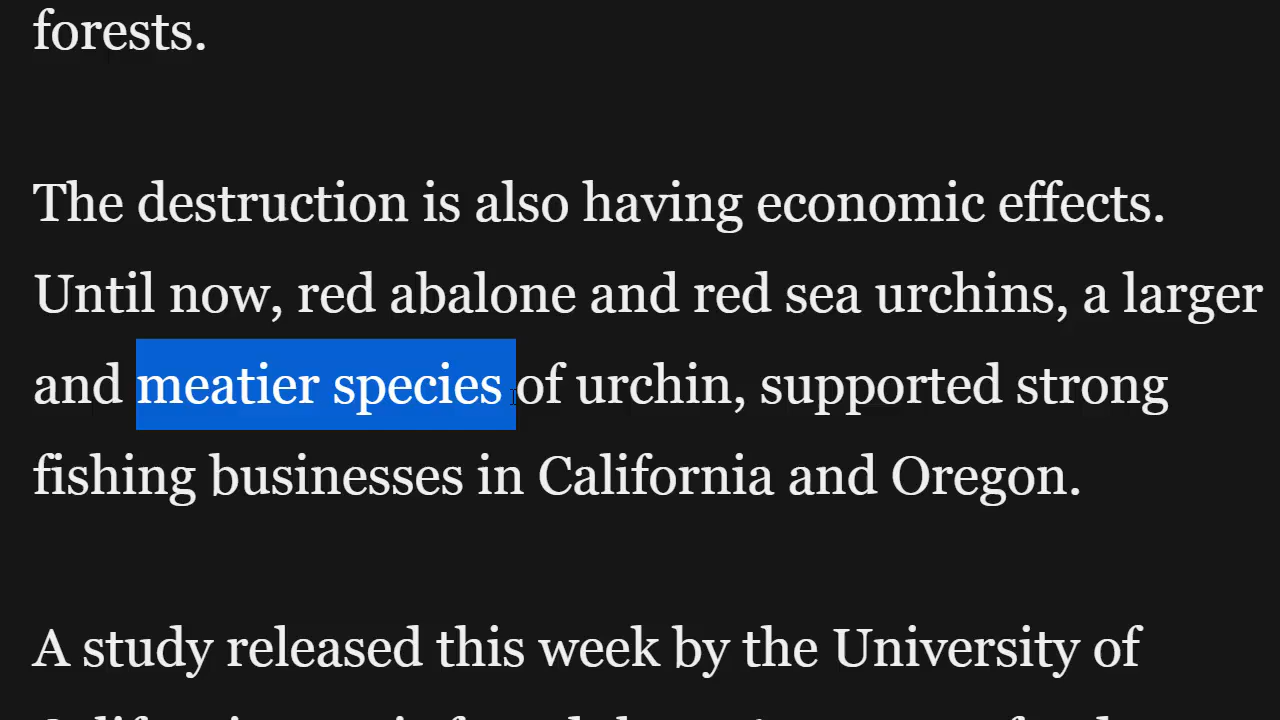 forests.
The destruction is also having economic effects.
Until now, red abalone and red sea urchins, a larger
and meatier species of urchin, supported strong
fishing businesses in California and Oregon.
A study released this week by the University of